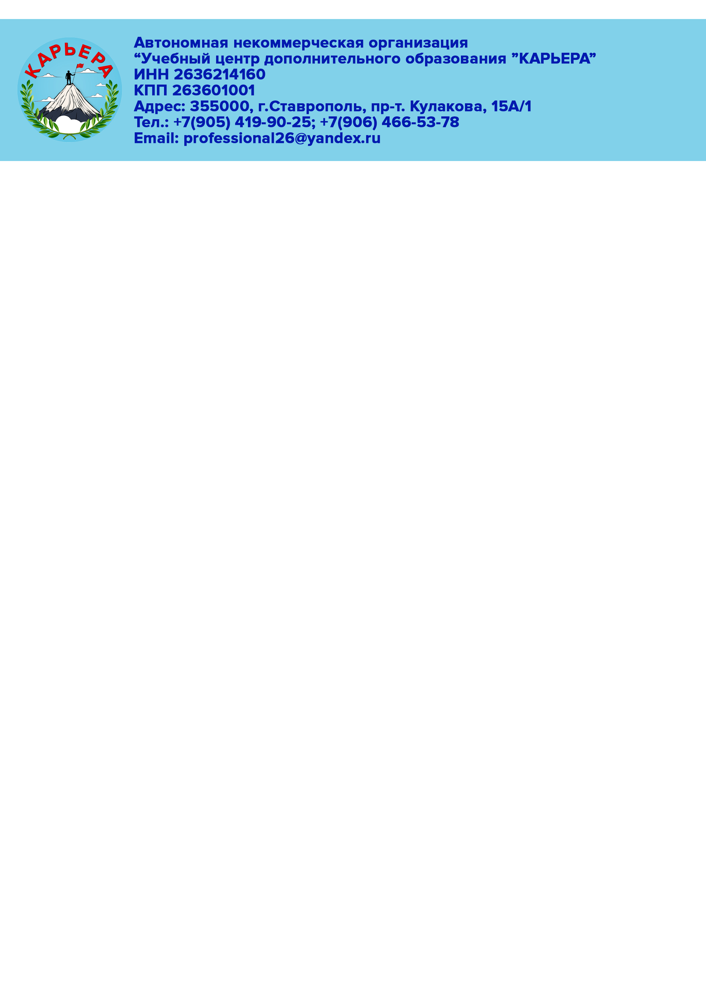 КАРЬЕРА
Автономная некоммерческая организация
“Учебный центр дополнительного образования ”КАРЬЕРА”
ИНН 2636214160
КПП 263601001
Адрес: 355000, г.Ставрополь, пр-т. Кулакова, 15А/1
Тел.: +7(905) 419-90-25; +7(906) 466-53-78
Email: professional26@yandex.ru